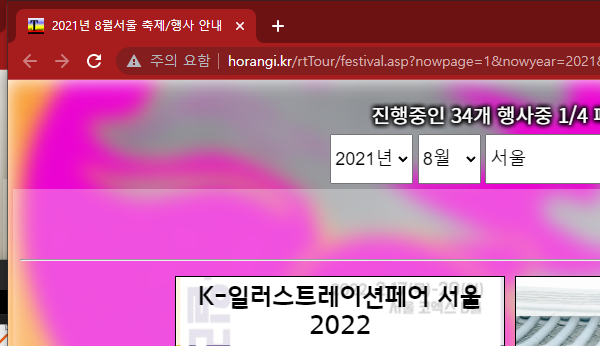 2021년 8월서울 축제/행사 안내
주의 요함 horangi.kr/rtTour/festival.asp?nowpage=1&nowyear=2021&
진행중인 34개 행사중 1/4
2021년 8월 서울
K-일러스트레이션페어 서울
2022